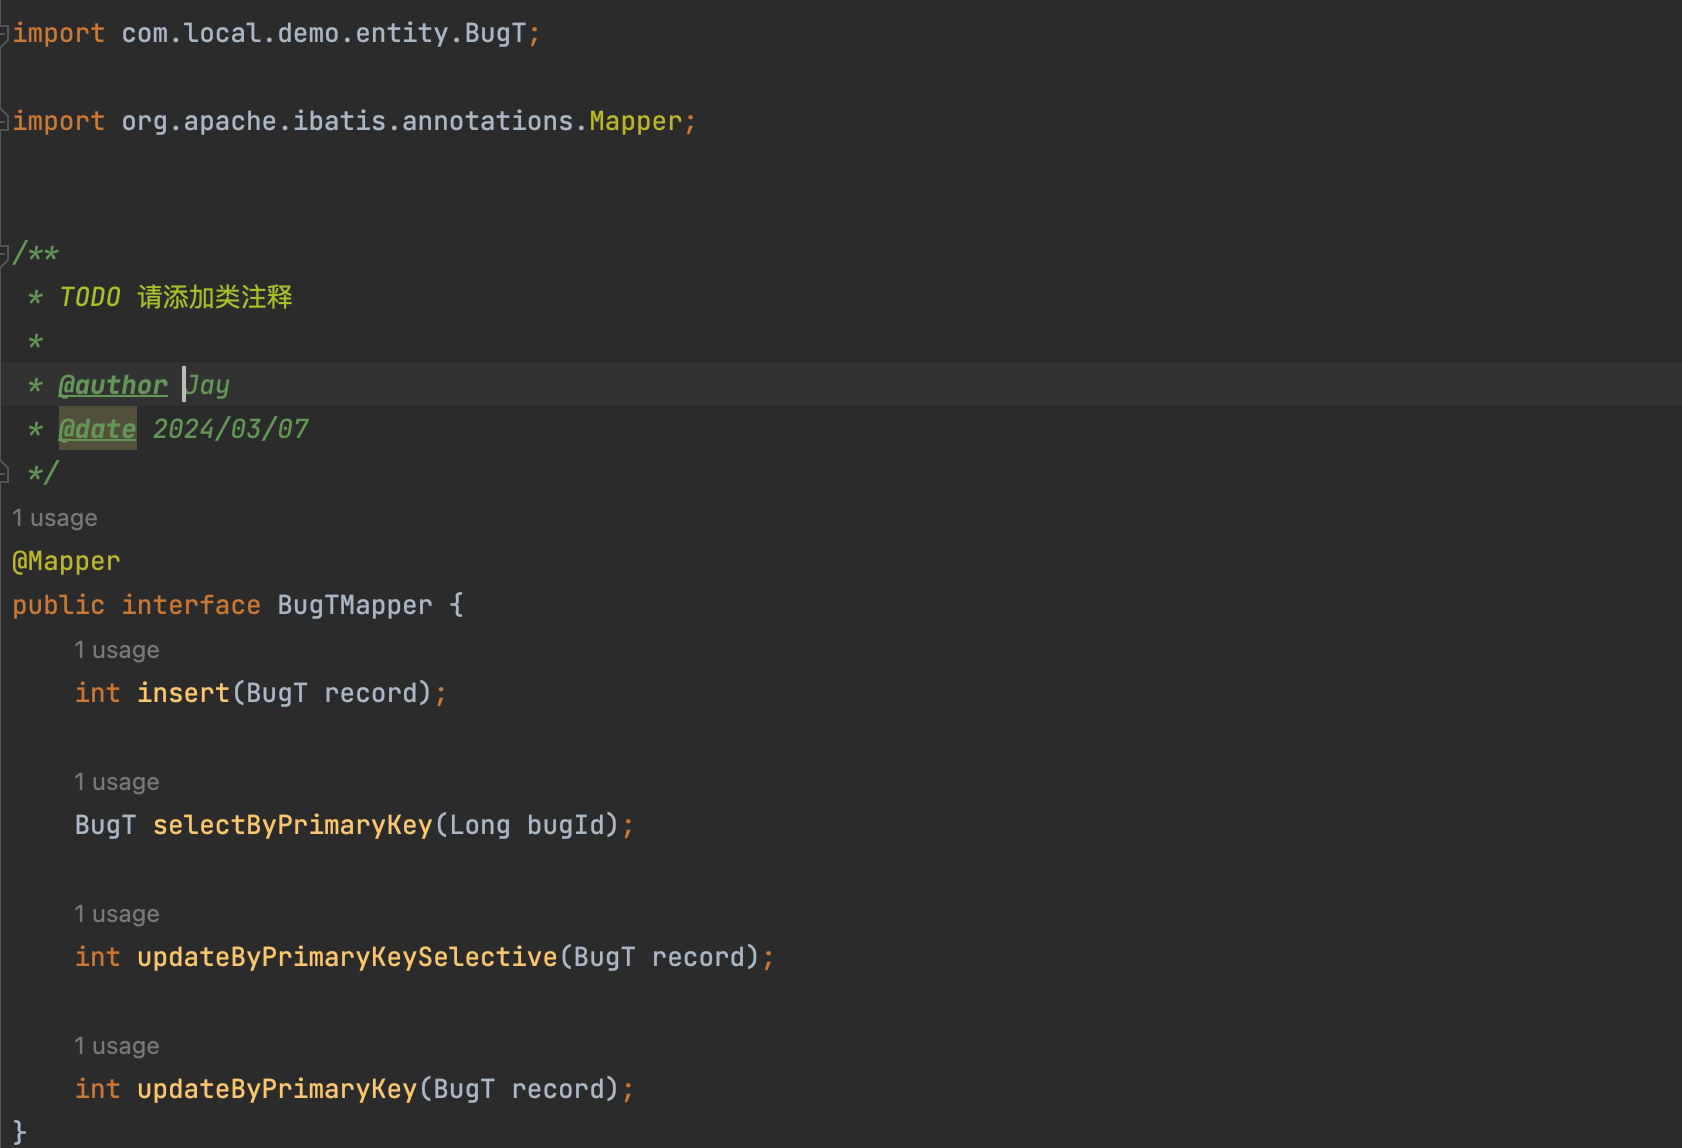 import com.local.demo.entity.BugT;
import org.apache.ibatis.annotations.Mapper;
/**
 * TODO 请添加类注释
 *
 * @author Jay
 * @date 2024/03/07
 */
1 usage
@Mapper
public interface BugTMapper {
1 usage
int insert(BugT record);
1 usage
BugT selectByPrimaryKey(Long bugId);
1 usage
int updateByPrimaryKeySelective(BugT record);
1 usage
int updateByPrimaryKey(BugT record);
}